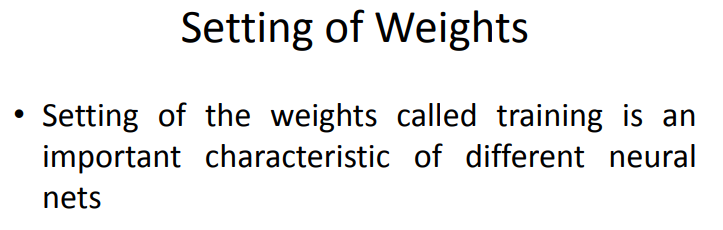 Setting of Weights
• Setting of the weights called training is an
important characteristic of different neural
nets